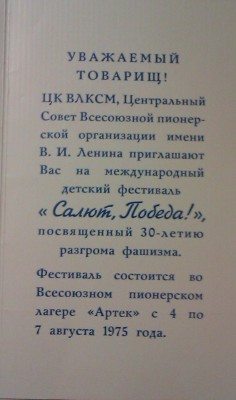 УВАЖАЕМЫЙ
ТОВАРИЩ!
ЦК ВЛКСМ, Центральный
Совет Всесоюзной пионер-
ской организации имени
В. И. Ленина приглашают
Вас на международный
детский фестиваль
«Салют, Победа!»,
посвященный 30-летию
разгрома фашизма.
Фестиваль состоится во
Всесоюзном пионерском
лагере «Артек» с 4 по
7 августа 1975 года.